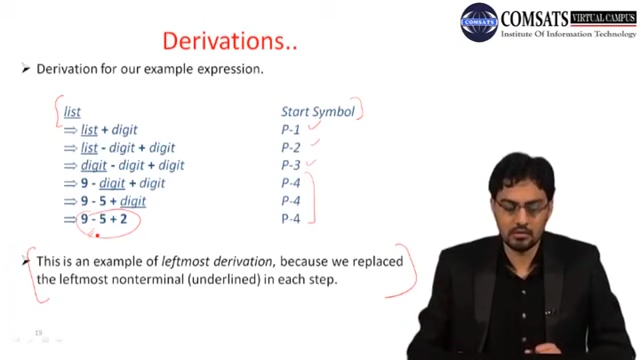 COMSATS VIRTUAL CAMPUS
Institute Of Information Technology
Derivations..
➢ Derivation for our example expression.
list Start Symbol
⇒ list + digit P-1
⇒ list - digit + digit P-2
⇒ digit - digit + digit P-3
⇒ 9 - digit + digit P-4
⇒ 9 - 5 + digit P-4
⇒ 9 - 5 + 2 P-4
➢ This is an example of leftmost derivation, because we replaced
the leftmost nonterminal (underlined) in each step.
19